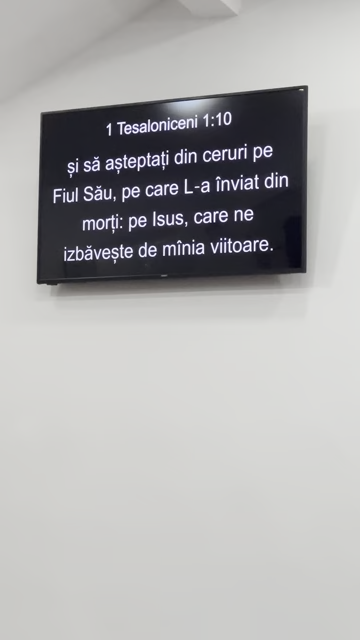 1 Tesaloniceni 1:10
și să așteptați din ceruri pe
Fiul Său, pe care L-a înviat din
morți: pe Isus, care ne
izbăvește de mînia viitoare.